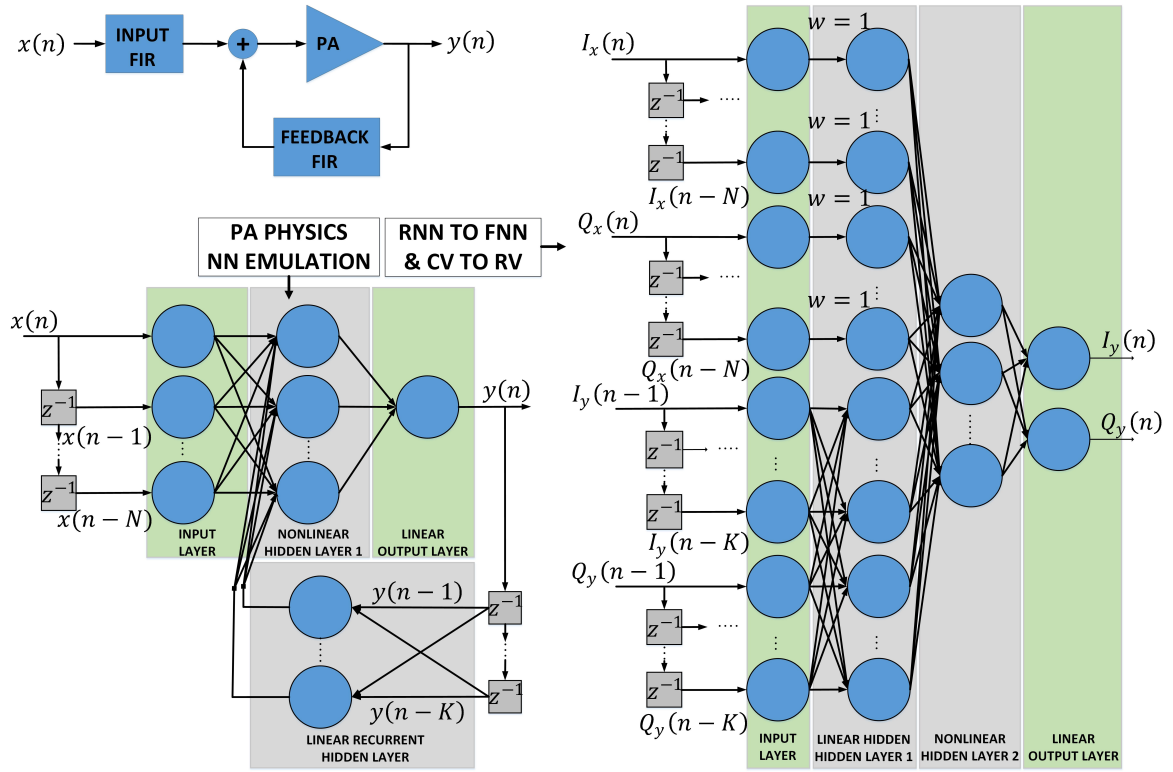 x(n)
INPUT
FIR
+
PA
y(n)
FEEDBACK
FIR
PA PHYSICS
NN EMULATION
RNN TO FNN
& CV TO RV
x(n)
z⁻¹
x(n − 1)
z⁻¹
x(n − N)
INPUT
LAYER
NONLINEAR
HIDDEN LAYER 1
LINEAR
OUTPUT LAYER
y(n)
y(n − 1)
z⁻¹
y(n − K)
z⁻¹
LINEAR RECURRENT
HIDDEN LAYER
I_x(n)
w = 1
z⁻¹
w = 1
z⁻¹
I_x(n − N)
w = 1
Q_x(n)
z⁻¹
w = 1
z⁻¹
Q_x(n − N)
I_y(n − 1)
z⁻¹
z⁻¹
I_y(n − K)
Q_y(n − 1)
z⁻¹
z⁻¹
Q_y(n − K)
I_y(n)
Q_y(n)
INPUT
LAYER
LINEAR HIDDEN
HIDDEN LAYER 1
NONLINEAR
HIDDEN LAYER 2
LINEAR
OUTPUT LAYER